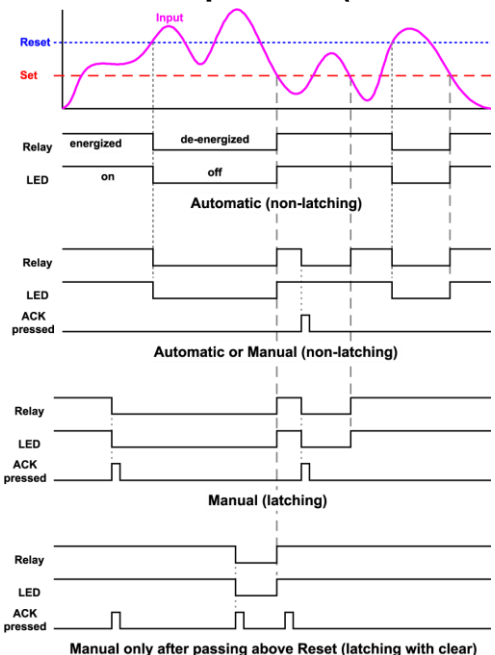 Input
Reset
Set
Relay energized de-energized
LED on off
Automatic (non-latching)
Relay
LED
ACK
pressed
Automatic or Manual (non-latching)
Relay
LED
ACK
pressed
Manual (latching)
Relay
LED
ACK
pressed
Manual only after passing above Reset (latching with clear)